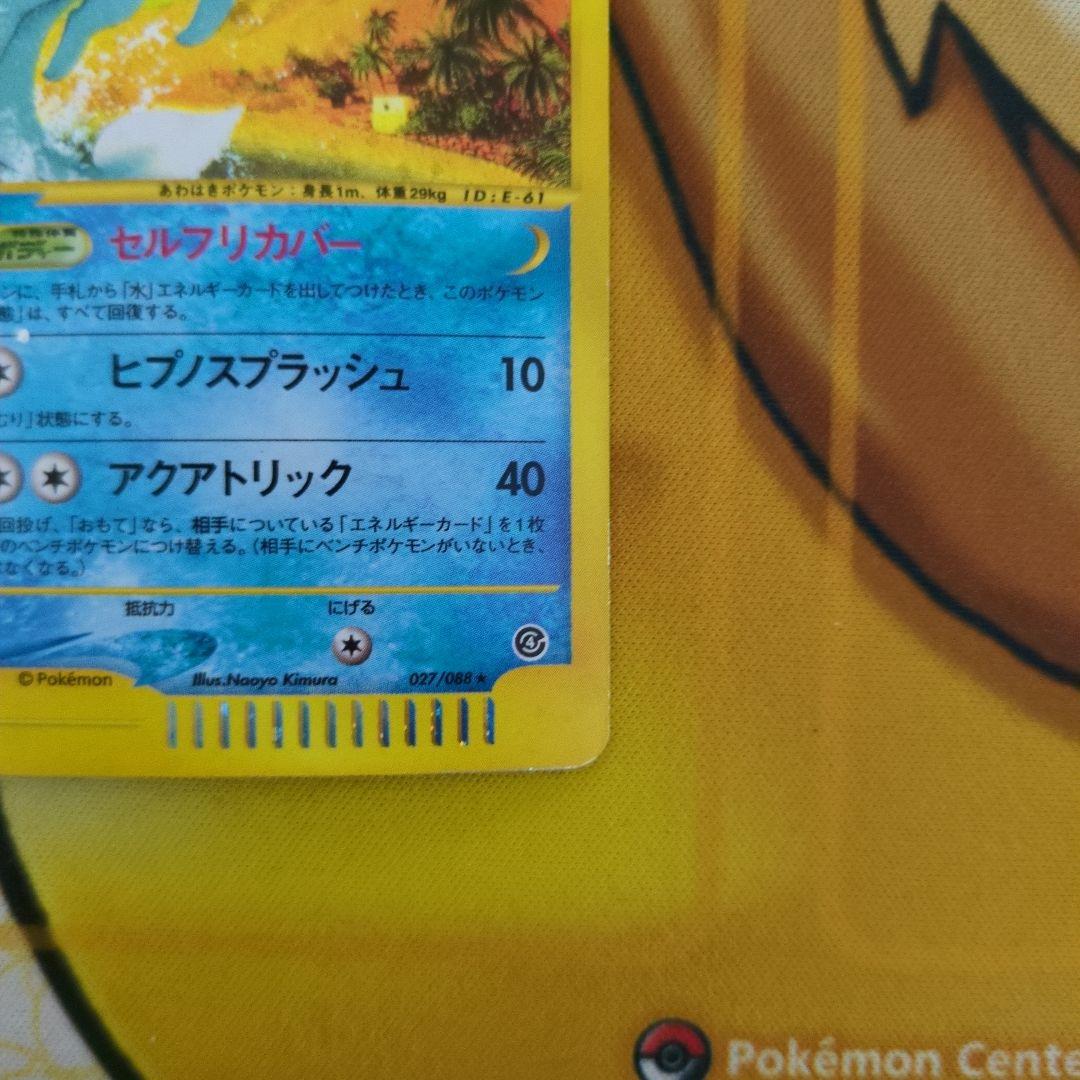 あわはきポケモン：身長1m、体重29kg ID:E-61
セルフリカバー
ンに、手札から「水」エネルギーカードを出してつけたとき、このポケモン
態」は、すべて回復する。
ヒプノスプラッシュ 10
むり」状態にする。
アクアトリック 40
回投げ、「おもて」なら、相手についている「エネルギーカード」を1枚
のベンチポケモンにつけ替える。（相手にベンチポケモンがいないとき、
なくなる。）
抵抗力 にげる
4
©Pokémon Illus.Naoyo Kimura 027/088★
Pokémon Cente